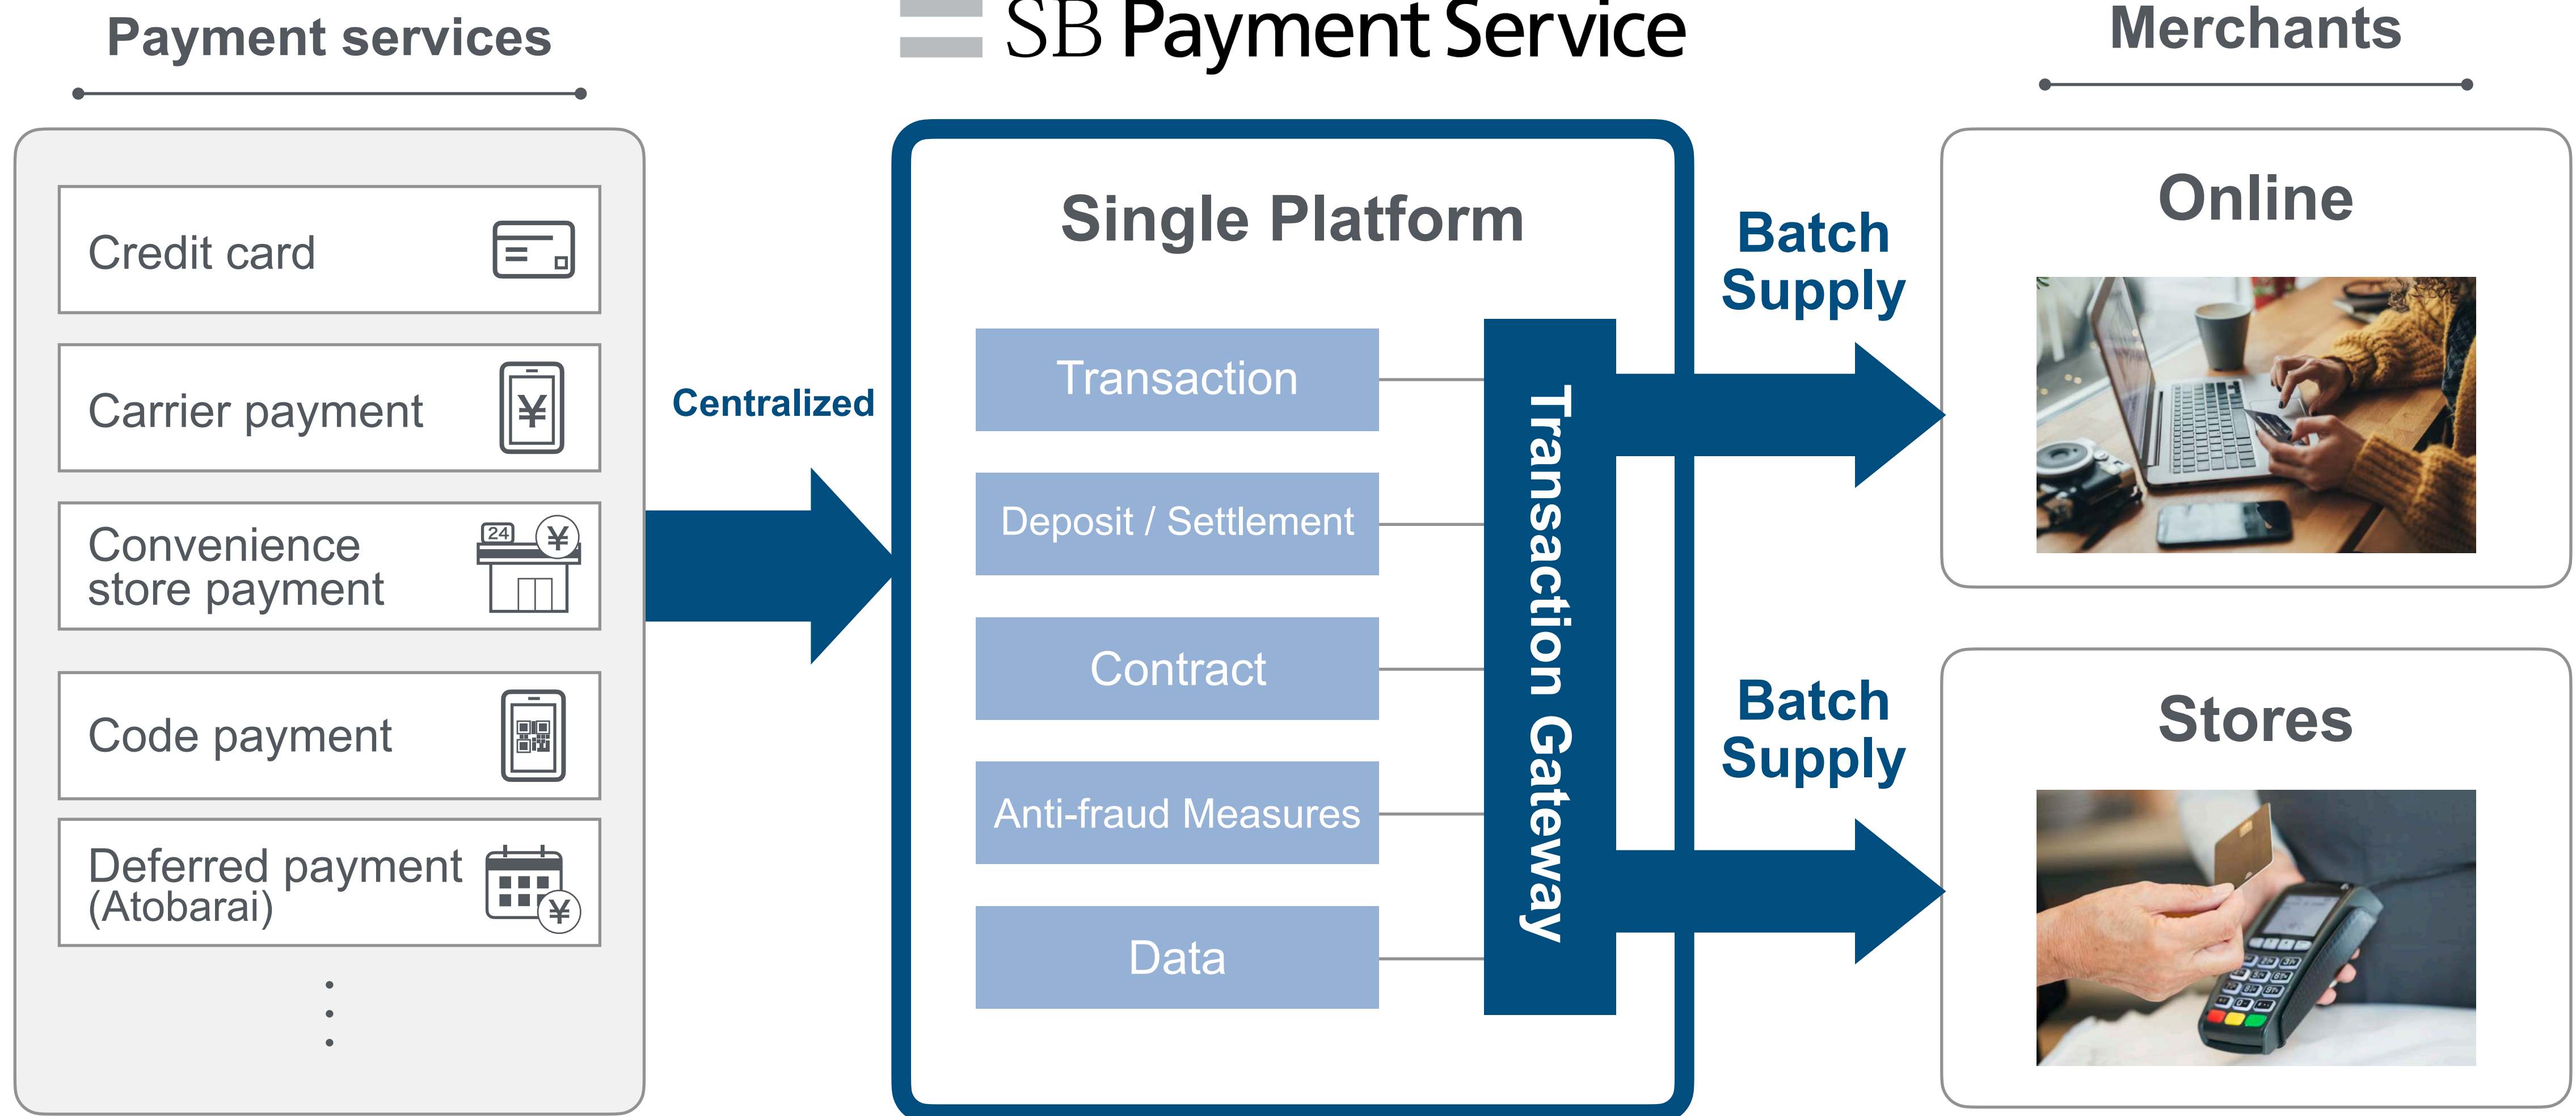 Payment services
SB Payment Service
Merchants
Credit card
Carrier payment
¥
Convenience
store payment
24
¥
Code payment
Deferred payment
(Atobarai)
¥
Centralized
Single Platform
Transaction
Deposit / Settlement
Contract
Anti-fraud Measures
Data
Transaction Gateway
Batch
Supply
Batch
Supply
Online
Stores